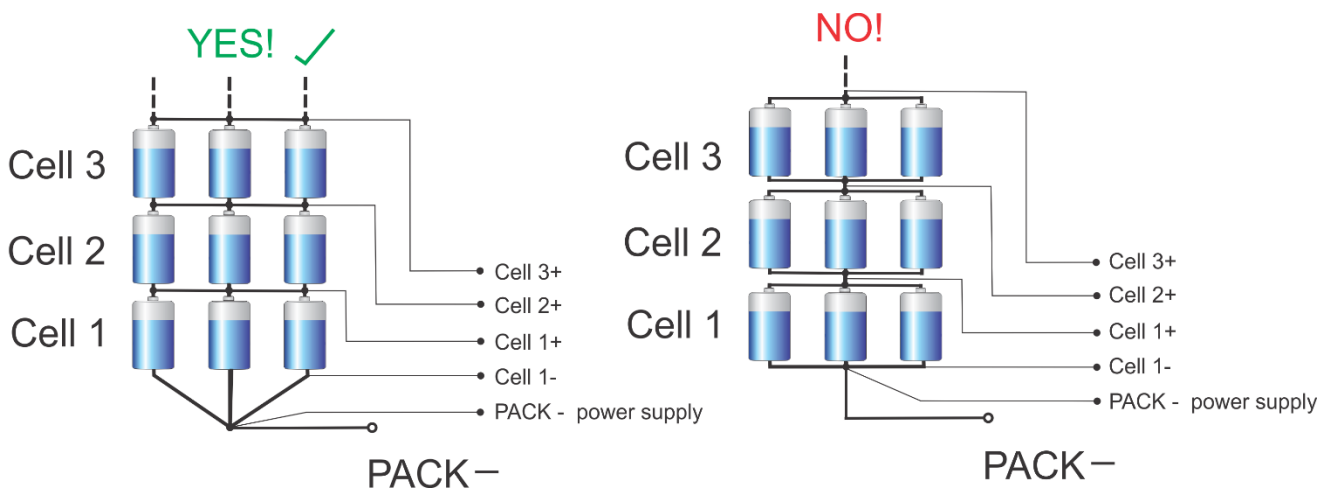 YES!
Cell 3
Cell 2
Cell 1
Cell 3+
Cell 2+
Cell 1+
Cell 1-
PACK - power supply
PACK –
NO!
Cell 3
Cell 2
Cell 1
Cell 3+
Cell 2+
Cell 1+
Cell 1-
PACK - power supply
PACK –